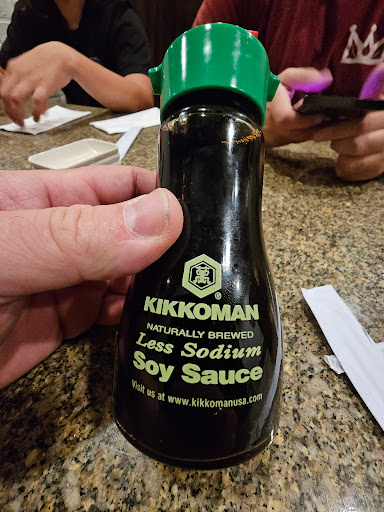 KIKKOMAN
®
NATURALLY BREWED
Less Sodium
Soy Sauce
Visit us at www.kikkomanusa.com